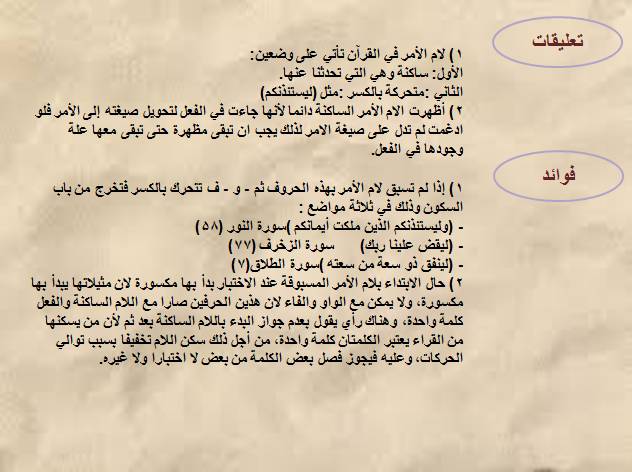 تعليقات
١) لام الأمر في القرآن تأتي على وضعين:
الأول: ساكنة وهي التي تحدثنا عنها.
الثاني :متحركة بالكسر :مثل (ليستئذنكم)
٢) أظهرت الام الأمر الساكنة دائما لأنها جاءت في الفعل لتحويل صيغته إلى الأمر فلو
ادغمت لم تدل على صيغة الامر لذلك يجب ان تبقى مظهرة حتى تبقى معها علة
وجودها في الفعل.
فوائد
١) إذا لم تسبق لام الأمر بهذه الحروف ثم - و - ف تتحرك بالكسر فتخرج من باب
السكون وذلك في ثلاثة مواضع :
- (وليستئذنكم الذين ملكت أيمانكم )سورة النور (٥٨ )
- (ليقض علينا ربك) سورة الزخرف (٧٧)
- (لينفق ذو سعة من سعته )سورة الطلاق(٧)
٢) حال الابتداء بلام الأمر المسبوقة عند الاختبار بدأ بها مكسورة لان مثيلاتها يبدأ بها
مكسورة، ولا يمكن مع الواو والفاء لان هذين الحرفين صارا مع اللام الساكنة والفعل
كلمة واحدة، وهناك رأي يقول بعدم جواز البدء باللام الساكنة بعد ثم لأن من يسكنها
من القراء يعتبر الكلمتان كلمة واحدة، من أجل ذلك سكن اللام تخفيفا بسبب توالي
الحركات، وعليه فيجوز فصل بعض الكلمة من بعض لا اختبارا ولا غيره.